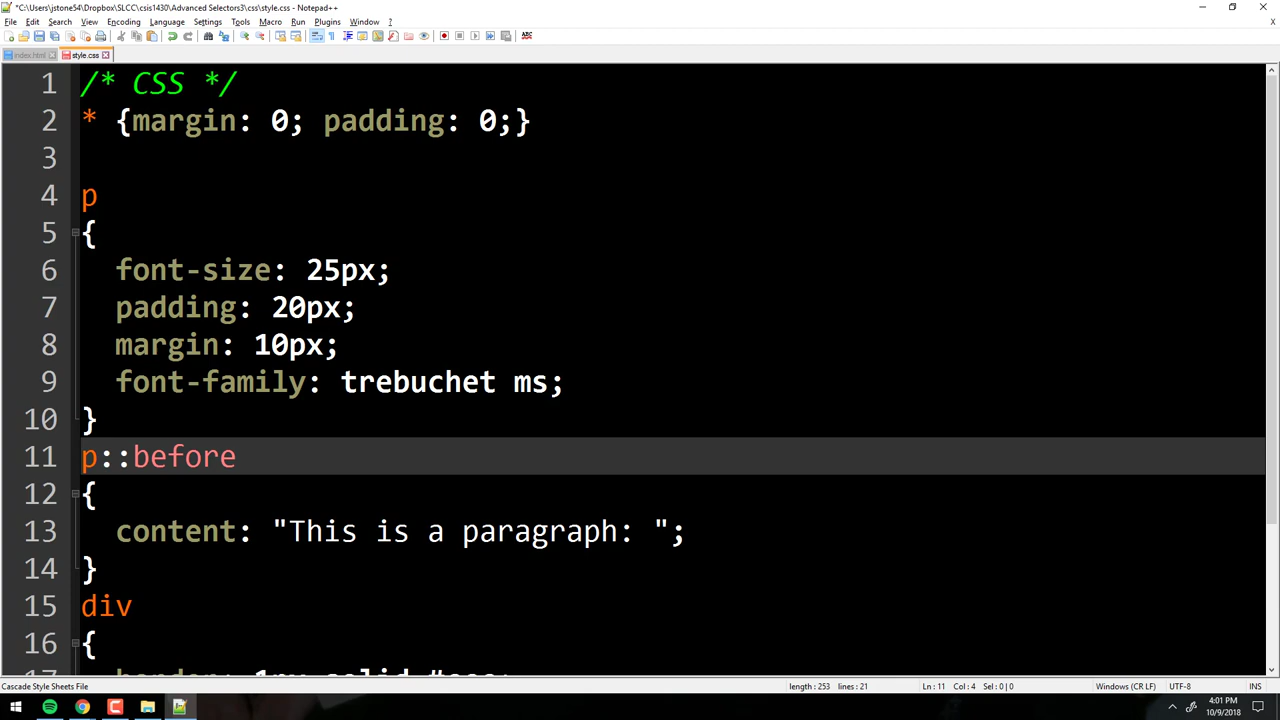 *C:\Users\jstone54\Dropbox\SLCC\csis1430\Advanced Selectors3\css\style.css - Notepad++
File Edit Search View Encoding Language Settings Tools Macro Run Plugins Window ?
index.html style.css
1 /* CSS */
2 * {margin: 0; padding: 0;}
3
4 p
5 {
6 font-size: 25px;
7 padding: 20px;
8 margin: 10px;
9 font-family: trebuchet ms;
10 }
11 p::before
12 {
13 content: "This is a paragraph: ";
14 }
15 div
16 {
Cascade Style Sheets File length : 253 lines : 21 Ln : 11 Col : 4 Sel : 0 | 0 Windows (CR LF) UTF-8 INS
4:01 PM
10/9/2018